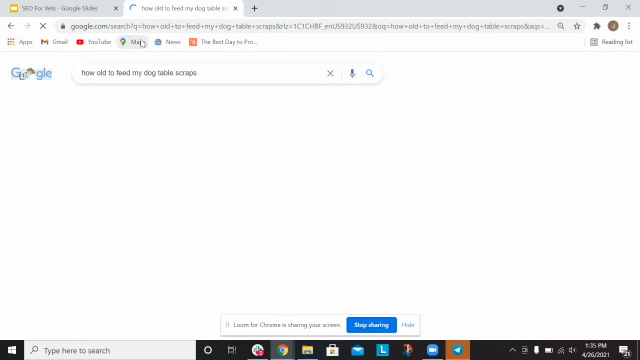 SEO For Vets - Google Slides
how old to feed my dog table scra
google.com/search?q=how+old+to+feed+my+dog+table+scraps&rlz=1C1CHBF_enUS932US932&oq=how+old+to+feed+my+dog+table+scraps&aqs=...
Apps
Gmail
YouTube
Maps
News
The Best Day to Pro...
Reading list
Google
how old to feed my dog table scraps
Loom for Chrome is sharing your screen.
Stop sharing
Hide
Type here to search
1:35 PM
4/26/2021